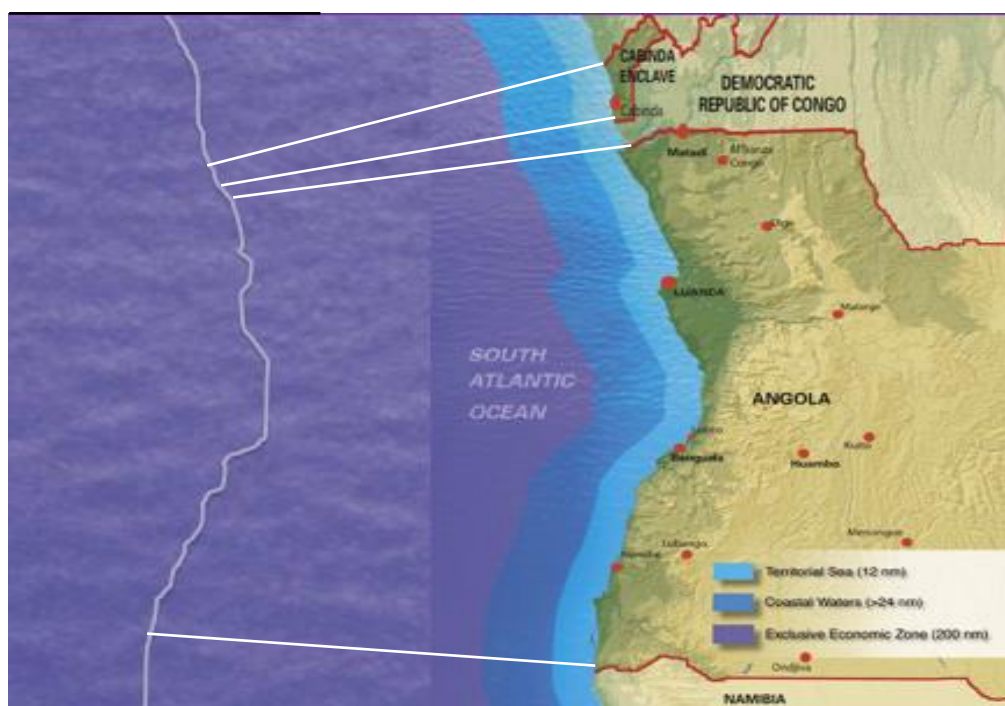 CABINDA
ENCLAVE
DEMOCRATIC
REPUBLIC OF CONGO
Cabinda
Matadi
M'banza
Congo
Uige
LUANDA
Malanje
SOUTH
ATLANTIC
OCEAN
ANGOLA
Lobito
Benguela
Huambo
Kuito
Menongue
Lubango
Namibe
Territorial Sea (12 nm)
Coastal Waters (>24 nm)
Exclusive Economic Zone (200 nm)
Ondjiva
NAMIBIA